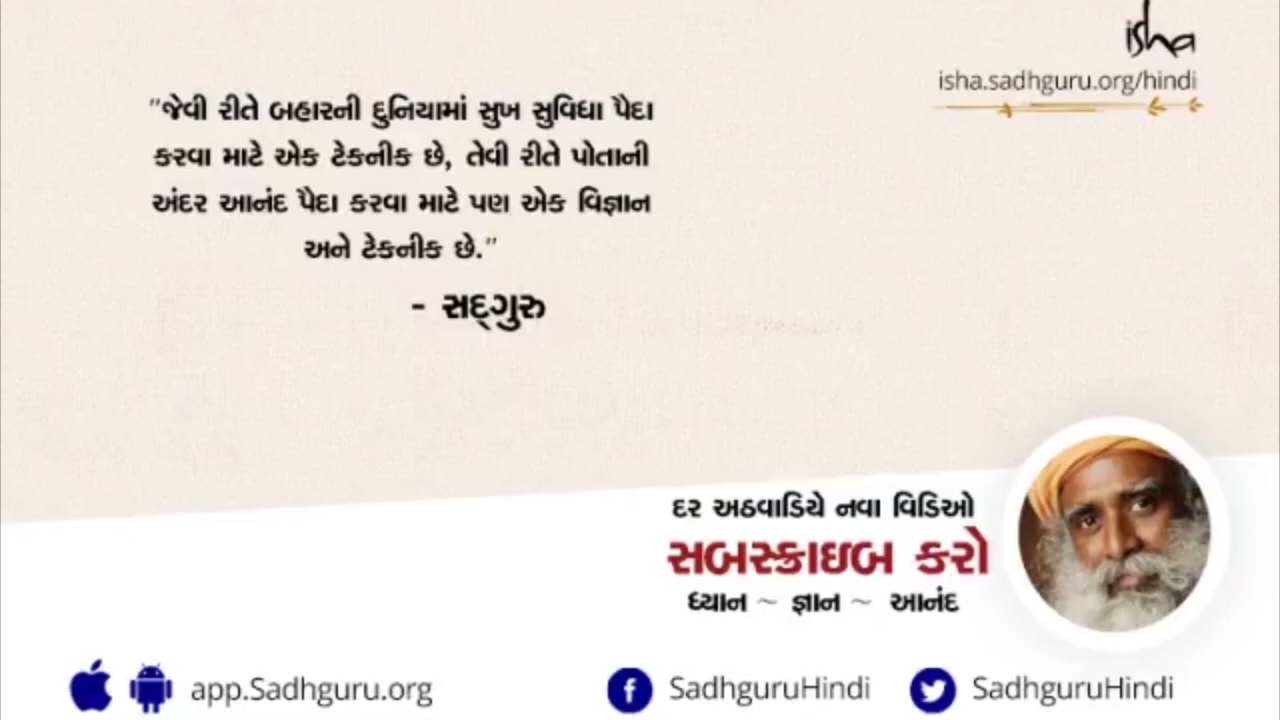 isha
isha.sadhguru.org/hindi
"જેવી રીતે બહારની દુનિયામાં સુખ સુવિધા પૈદા
કરવા માટે એક ટેકનીક છે, તેવી રીતે પોતાની
અંદર આનંદ પૈદા કરવા માટે પણ એક વિજ્ઞાન
અને ટેકનીક છે."
- સદ્‌ગુરુ
દર અઠવાડિયે નવા વિડિઓ
સબસ્ક્રાઇબ કરો
ધ્યાન ~ જ્ઞાન ~ આનંદ
app.Sadhguru.org
SadhguruHindi
SadhguruHindi